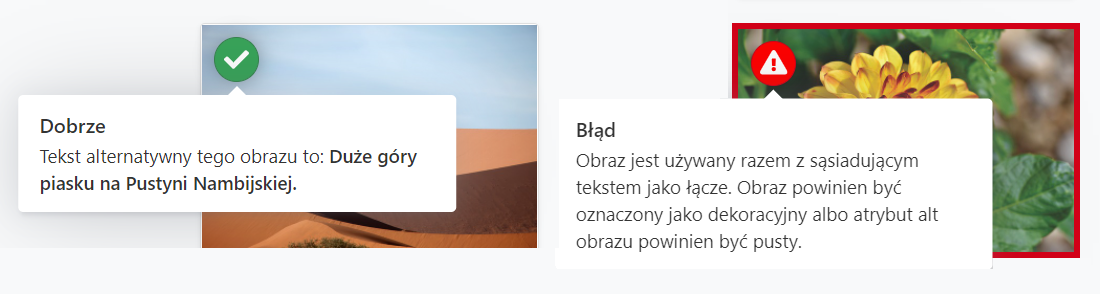 Dobrze
Tekst alternatywny tego obrazu to: Duże góry
piasku na Pustyni Nambijskiej.
Błąd
Obraz jest używany razem z sąsiadującym
tekstem jako łącze. Obraz powinien być
oznaczony jako dekoracyjny albo atrybut alt
obrazu powinien być pusty.